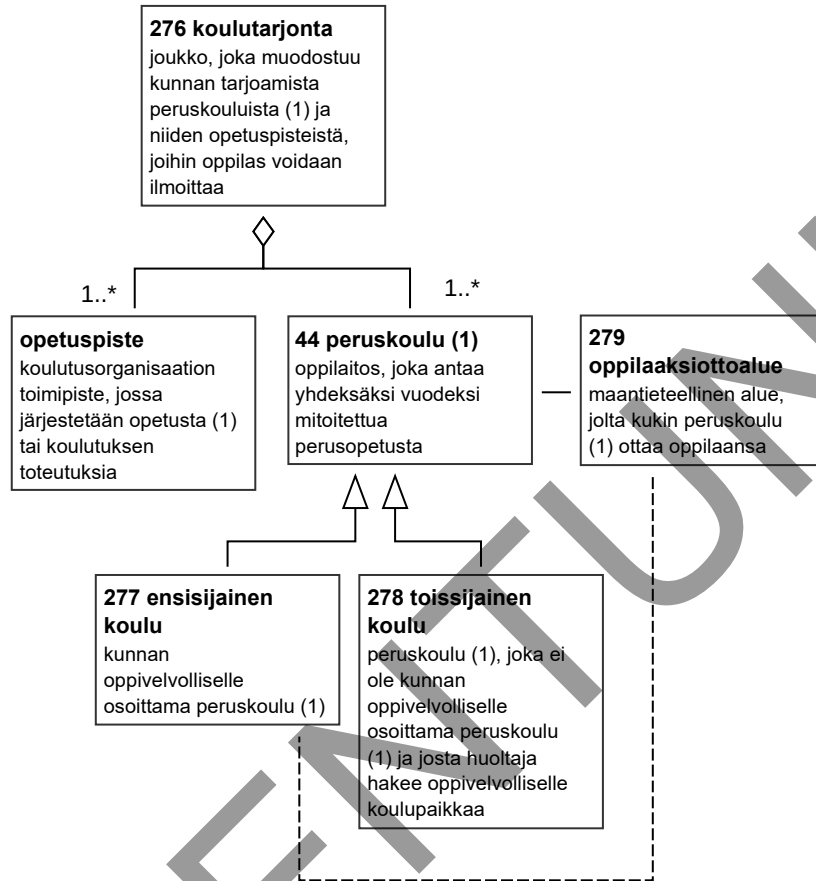 276 koulutarjonta
joukko, joka muodostuu
kunnan tarjoamista
peruskouluista (1) ja
niiden opetuspisteistä,
joihin oppilas voidaan
ilmoittaa
1..*
1..*
opetuspiste
koulutusorganisaation
toimipiste, jossa
järjestetään opetusta (1)
tai koulutuksen
toteutuksia
44 peruskoulu (1)
oppilaitos, joka antaa
yhdeksäksi vuodeksi
mitoitettua
perusopetusta
279
oppilaaksiottoalue
maantieteellinen alue,
jolta kukin peruskoulu
(1) ottaa oppilaansa
277 ensisijainen
koulu
kunnan
oppivelvolliselle
osoittama peruskoulu (1)
278 toissijainen
koulu
peruskoulu (1), joka ei
ole kunnan
oppivelvolliselle
osoittama peruskoulu
(1) ja josta huoltaja
hakee oppivelvolliselle
koulupaikkaa